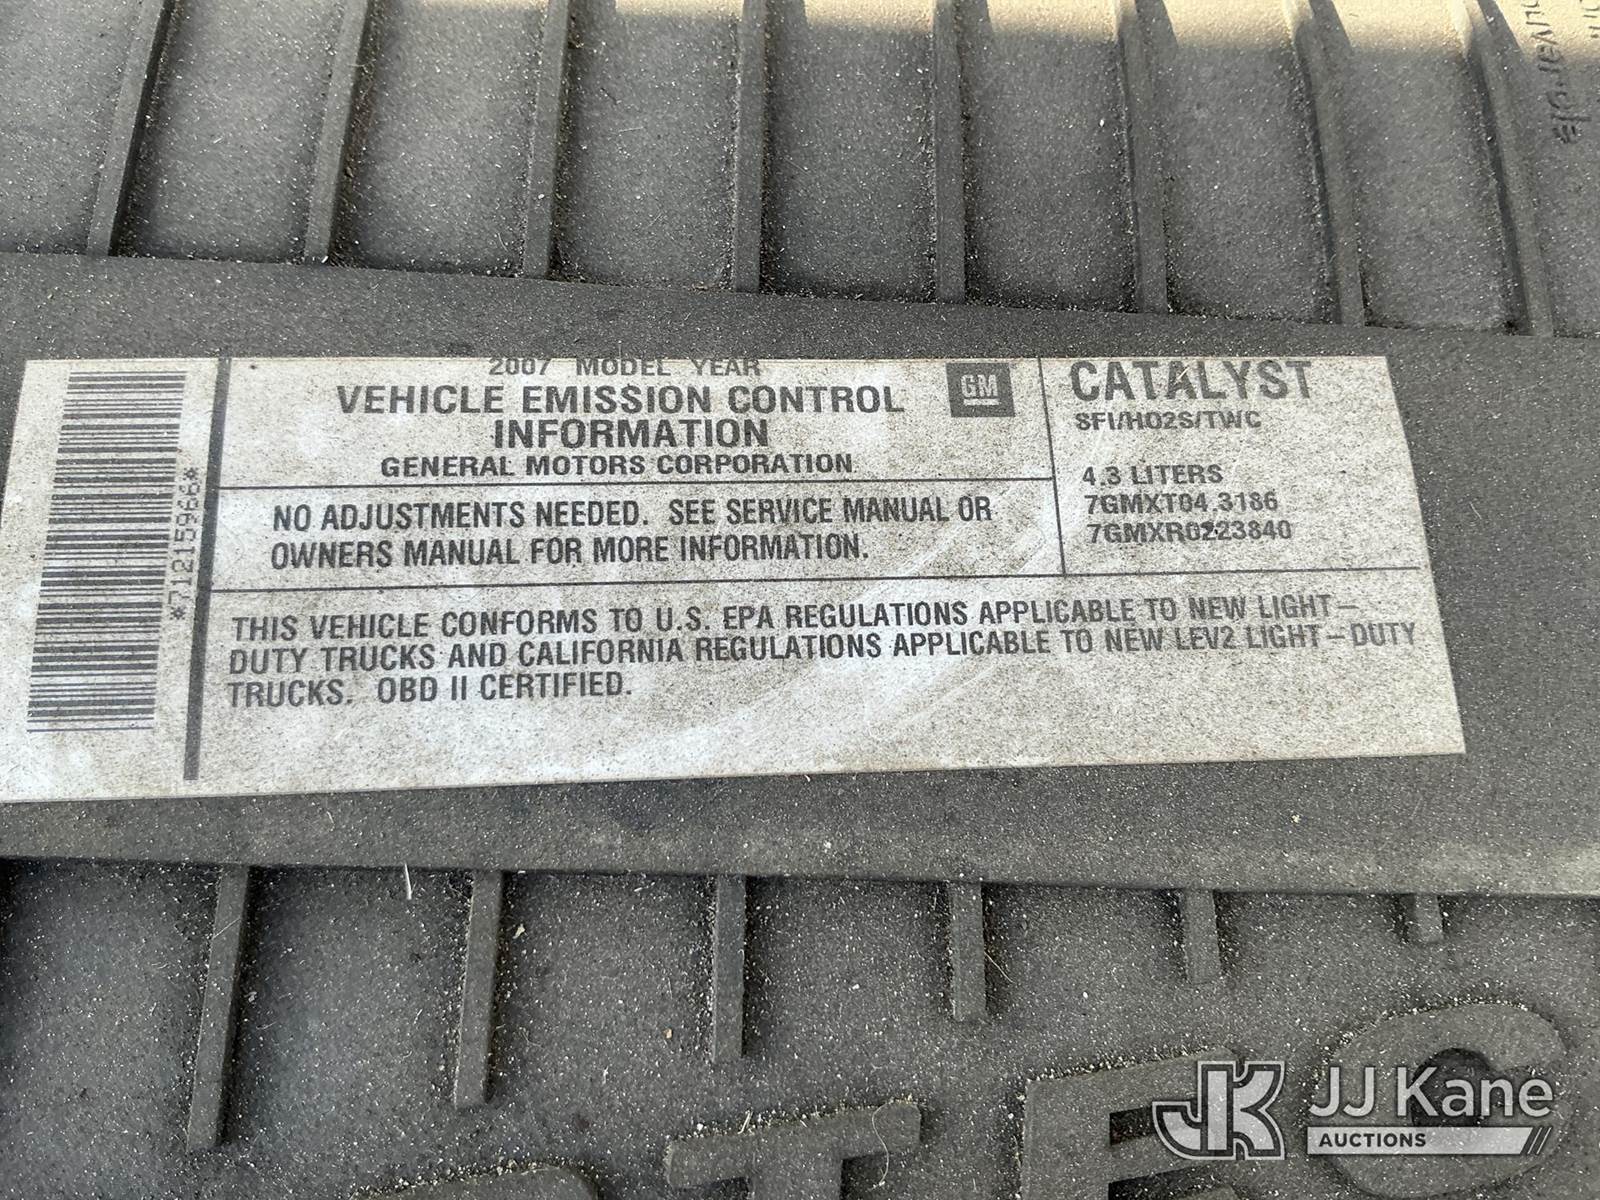 2007 MODEL YEAR
VEHICLE EMISSION CONTROL
INFORMATION
GENERAL MOTORS CORPORATION
GM
NO ADJUSTMENTS NEEDED. SEE SERVICE MANUAL OR
OWNERS MANUAL FOR MORE INFORMATION.
CATALYST
SFI/HO2S/TWC
4.3 LITERS
7GMXT04.3186
7GMXR0223840
THIS VEHICLE CONFORMS TO U.S. EPA REGULATIONS APPLICABLE TO NEW LIGHT-
DUTY TRUCKS AND CALIFORNIA REGULATIONS APPLICABLE TO NEW LEV2 LIGHT-DUTY
TRUCKS. OBD II CERTIFIED.
*71215966*
JK JJ Kane
AUCTIONS